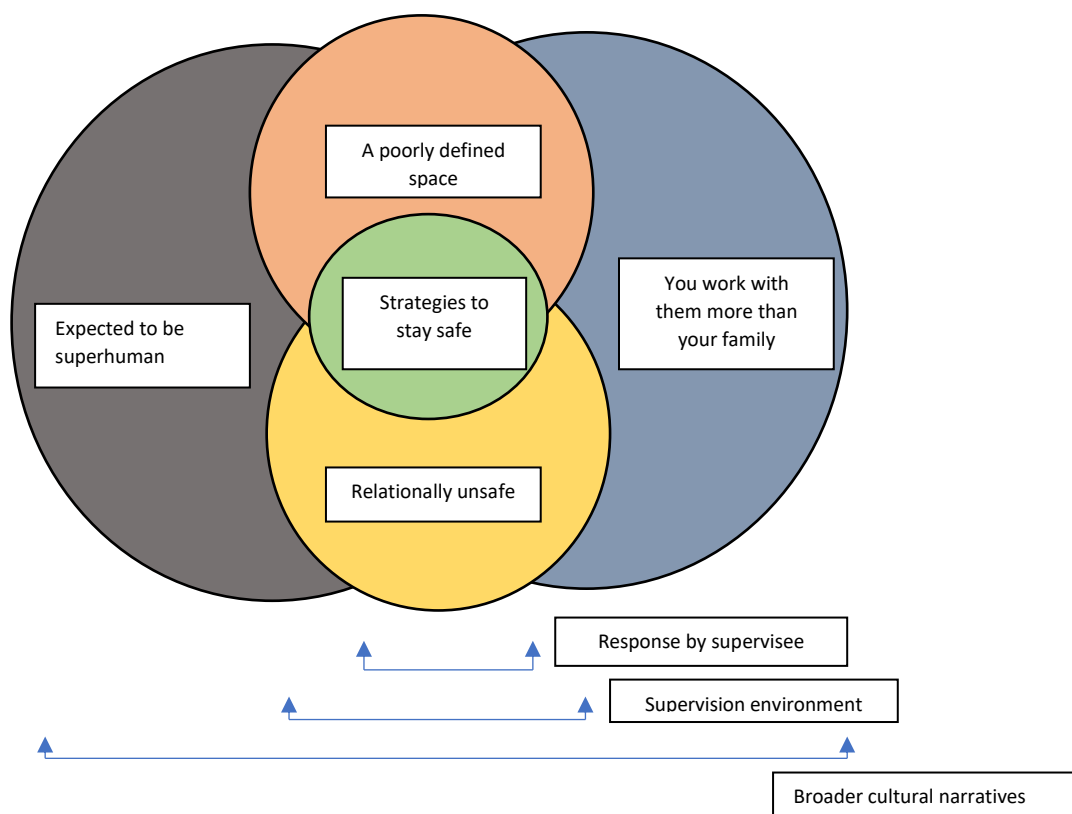 A poorly defined
space
Expected to be
superhuman
Strategies to
stay safe
You work with
them more than
your family
Relationally unsafe
Response by supervisee
Supervision environment
Broader cultural narratives